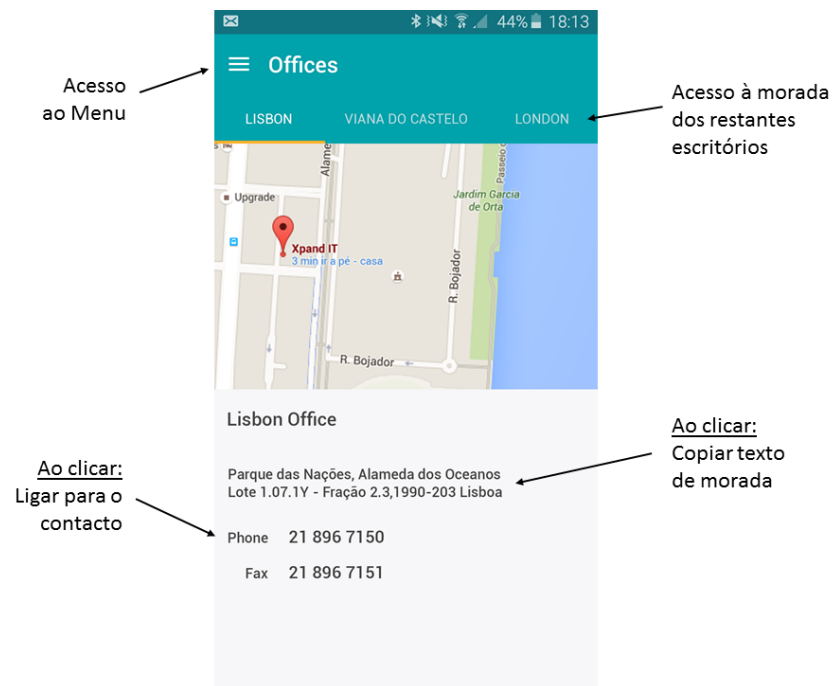 44% 18:13
Offices
LISBON VIANA DO CASTELO LONDON
Acesso
ao Menu
Acesso à morada
dos restantes
escritórios
Alame
Passeio
Upgrade
Jardim Garcia
de Orta
Xpand IT
3 min ir a pé - casa
R. Bojador
R. Bojador
Lisbon Office
Parque das Nações, Alameda dos Oceanos
Lote 1.07.1Y - Fração 2.3,1990-203 Lisboa
Phone 21 896 7150
Fax 21 896 7151
Ao clicar:
Ligar para o
contacto
Ao clicar:
Copiar texto
de morada